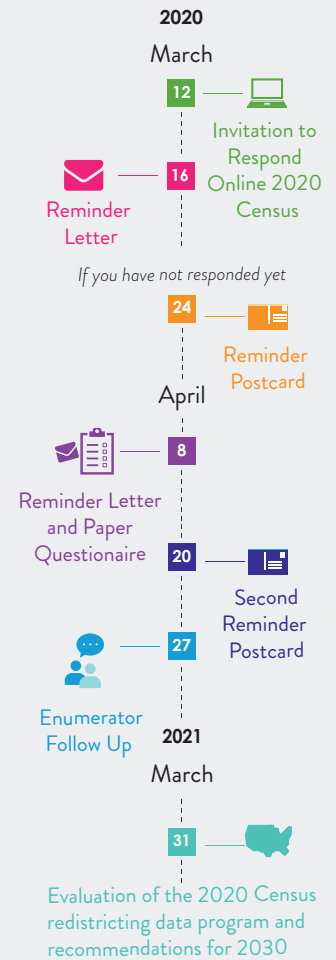 2020
March
12
Invitation to
Respond
Online 2020
Census
16
Reminder
Letter
If you have not responded yet
24
Reminder
Postcard
April
8
Reminder Letter
and Paper
Questionaire
20
Second
Reminder
Postcard
27
Enumerator
Follow Up
2021
March
31
Evaluation of the 2020 Census
redistricting data program and
recommendations for 2030